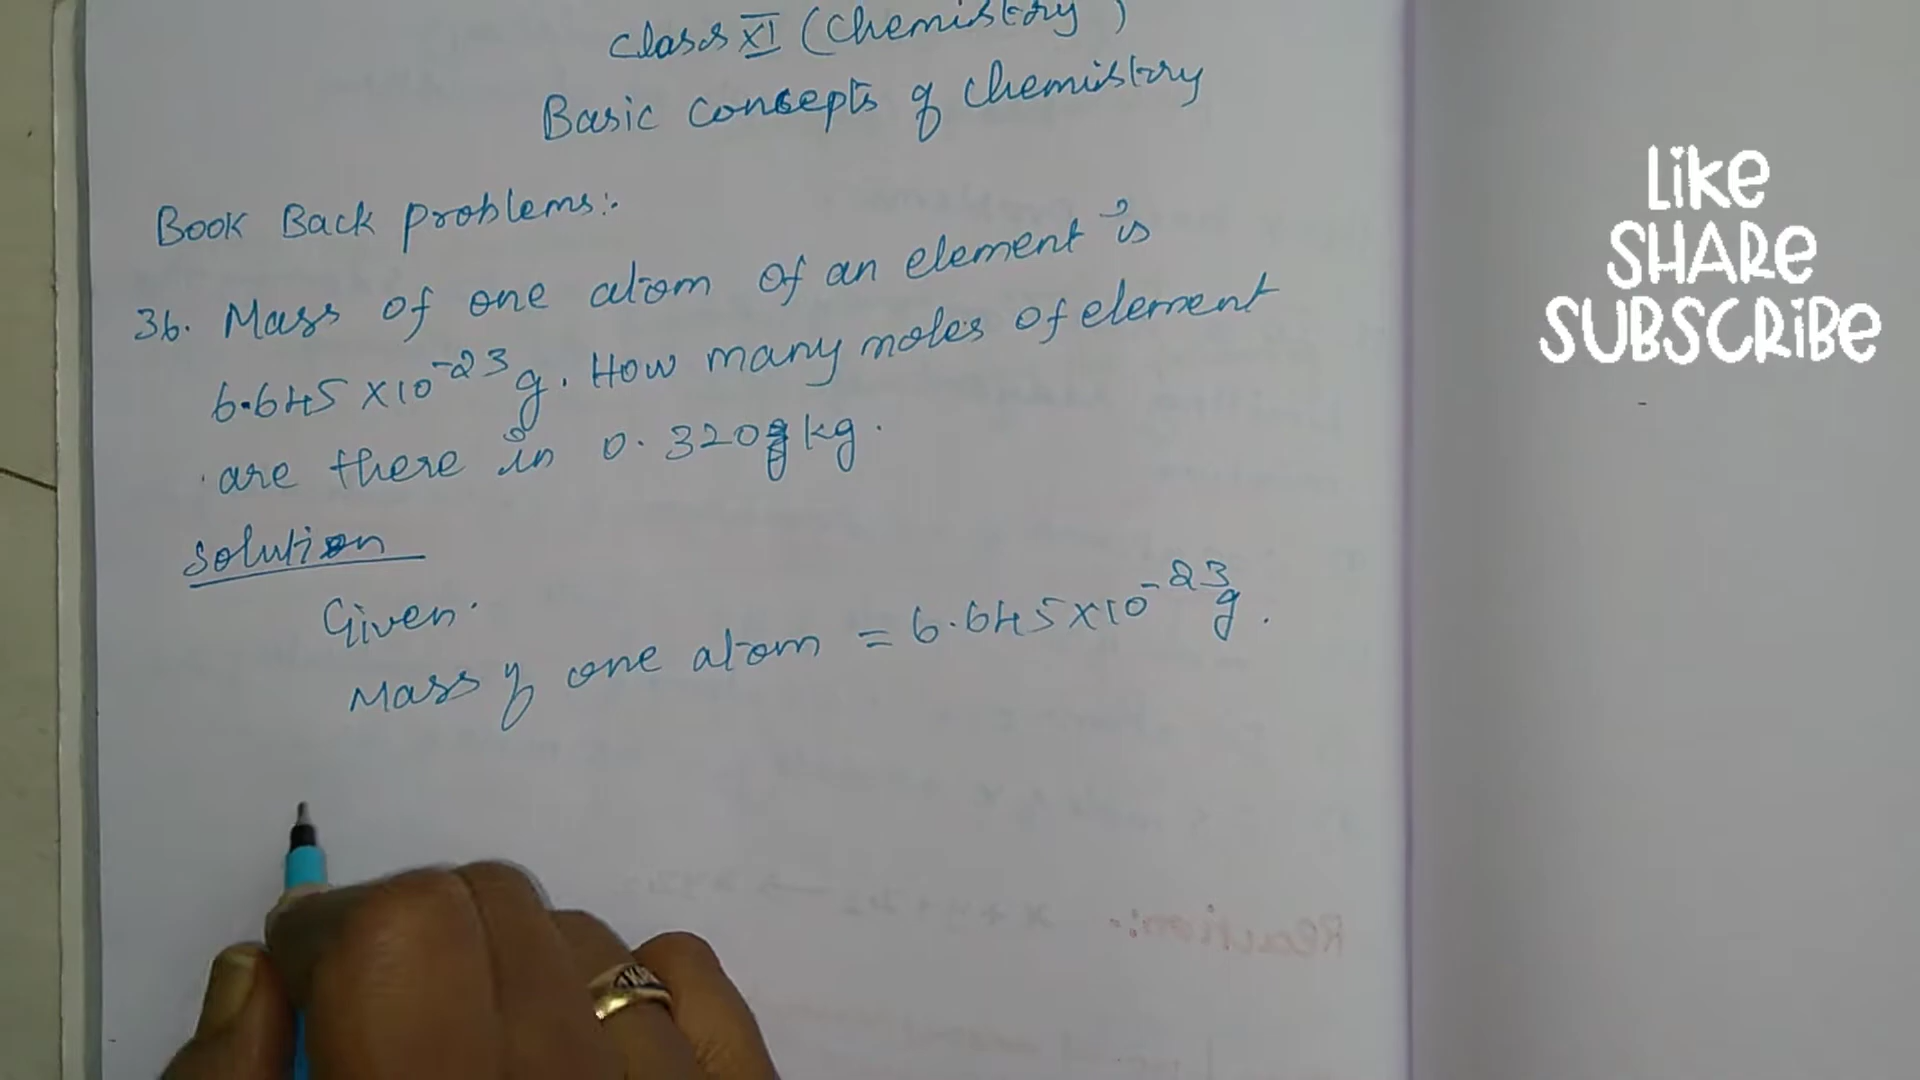 Class XI (Chemistry)
Basic concepts of chemistry
Book Back problems:
36. Mass of one atom of an element is
6.645 x10⁻²³g. How many moles of element
are there in 0.320 kg.
Solution
Given.
Mass of one atom = 6.645x10⁻²³g.
Like
SHARe
SUBSCRiBe